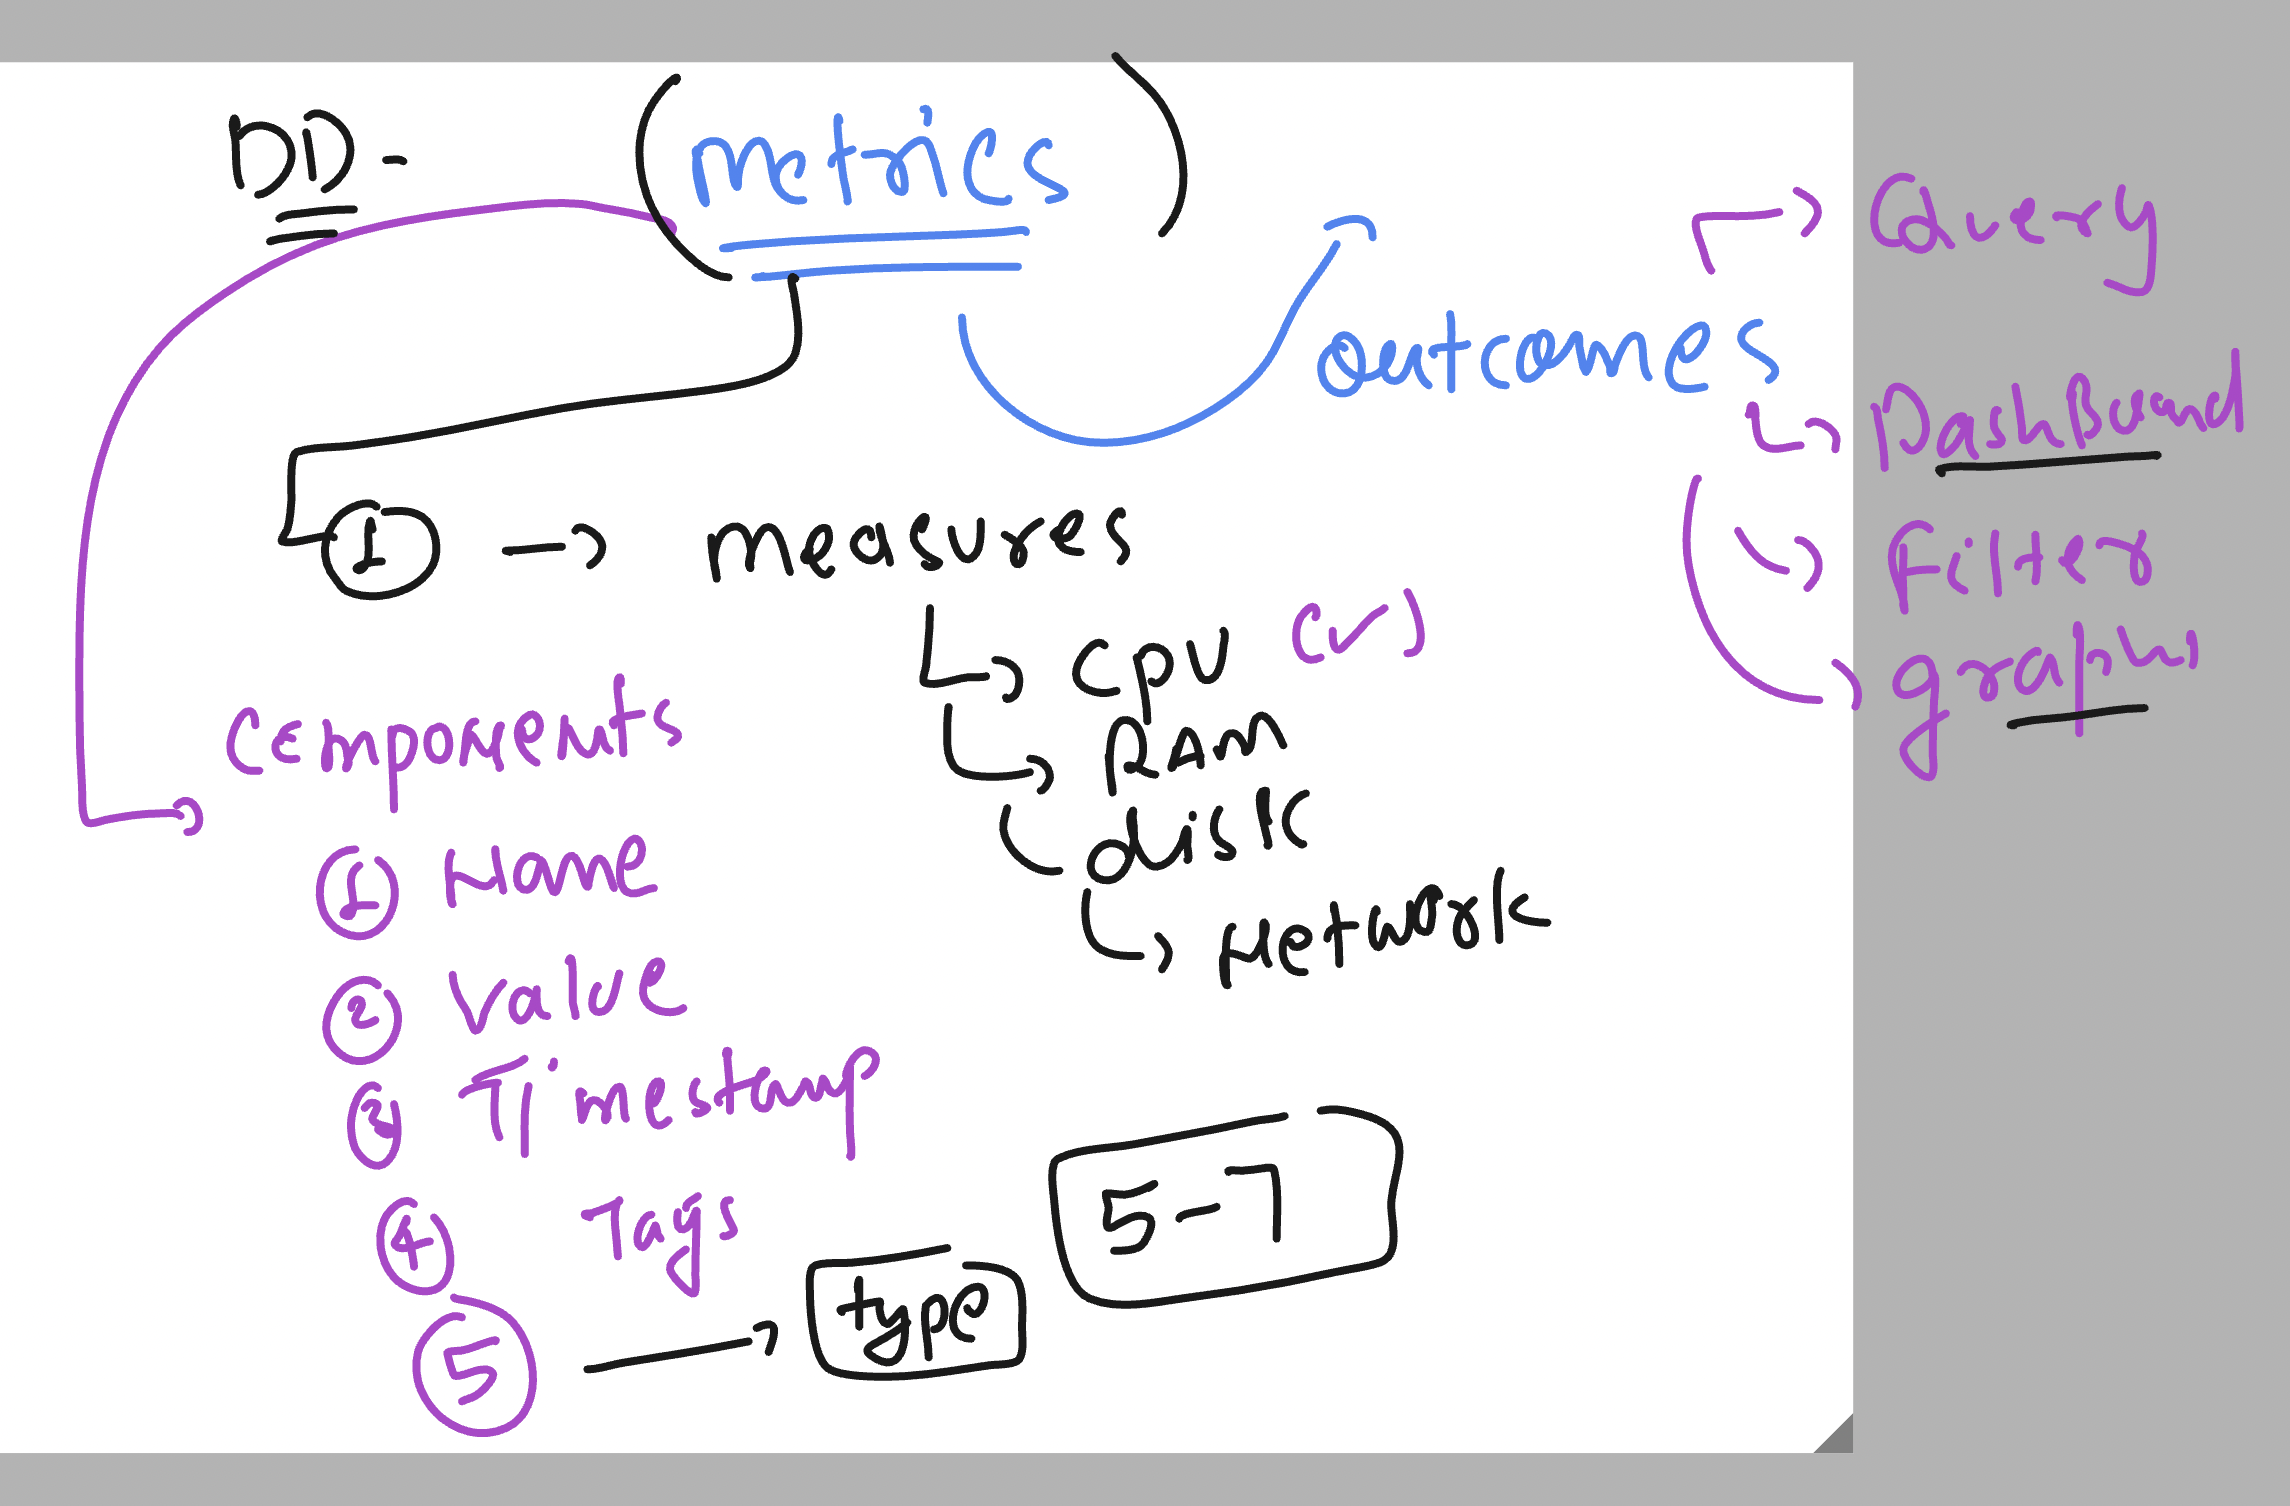 DD - (Metrics)
Query
outcomes
DashBoard
① → measures
Filter
CPU (✓)
graphs
Components
RAM
disk
① Name
Network
② Value
③ Timestamp
④ Tags
5-7
⑤ → type